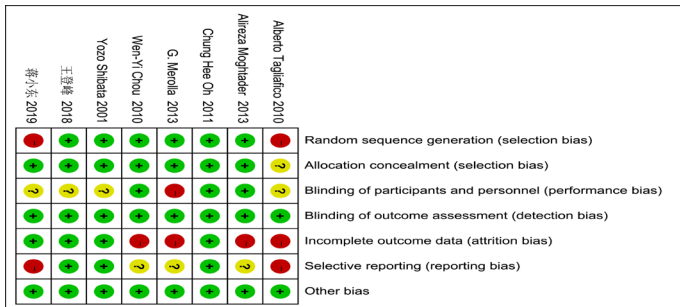 蒋小东 2019
王登峰 2018
Yozo Shibata 2001
Wen-Yi Chou 2010
G. Merolla 2013
Chung Hee Oh 2011
Alireza Moghtader 2013
Alberto Tagliafico 2010
- + + + + + + - Random sequence generation (selection bias)
+ + + + + + + ? Allocation concealment (selection bias)
? ? ? + - + + ? Blinding of participants and personnel (performance bias)
+ + + + + + + + Blinding of outcome assessment (detection bias)
+ + + - - + - - Incomplete outcome data (attrition bias)
- + + ? ? + ? - Selective reporting (reporting bias)
+ + + + + + + + Other bias